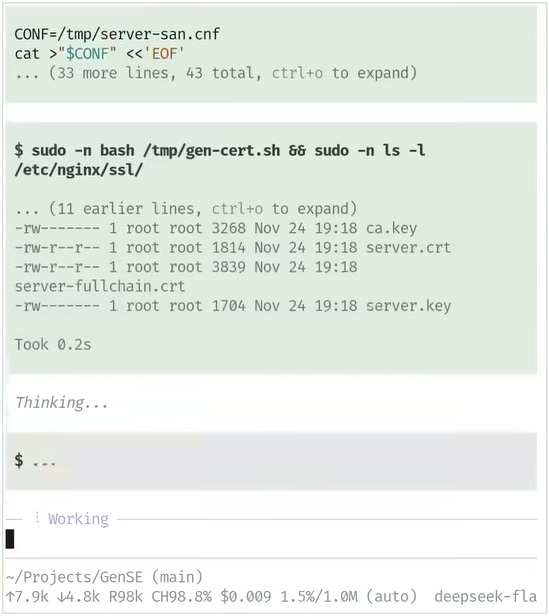 CONF=/tmp/server-san.cnf
cat >"$CONF" <<'EOF'
... (33 more lines, 43 total, ctrl+o to expand)
$ sudo -n bash /tmp/gen-cert.sh && sudo -n ls -l
/etc/nginx/ssl/
... (11 earlier lines, ctrl+o to expand)
-rw------- 1 root root 3268 Nov 24 19:18 ca.key
-rw-r--r-- 1 root root 1814 Nov 24 19:18 server.crt
-rw-r--r-- 1 root root 3839 Nov 24 19:18
server-fullchain.crt
-rw------- 1 root root 1704 Nov 24 19:18 server.key
Took 0.2s
Thinking...
$ ...
Working
~/Projects/GenSE (main)
↑7.9k ↓4.8k R98k CH98.8% $0.009 1.5%/1.0M (auto) deepseek-fla